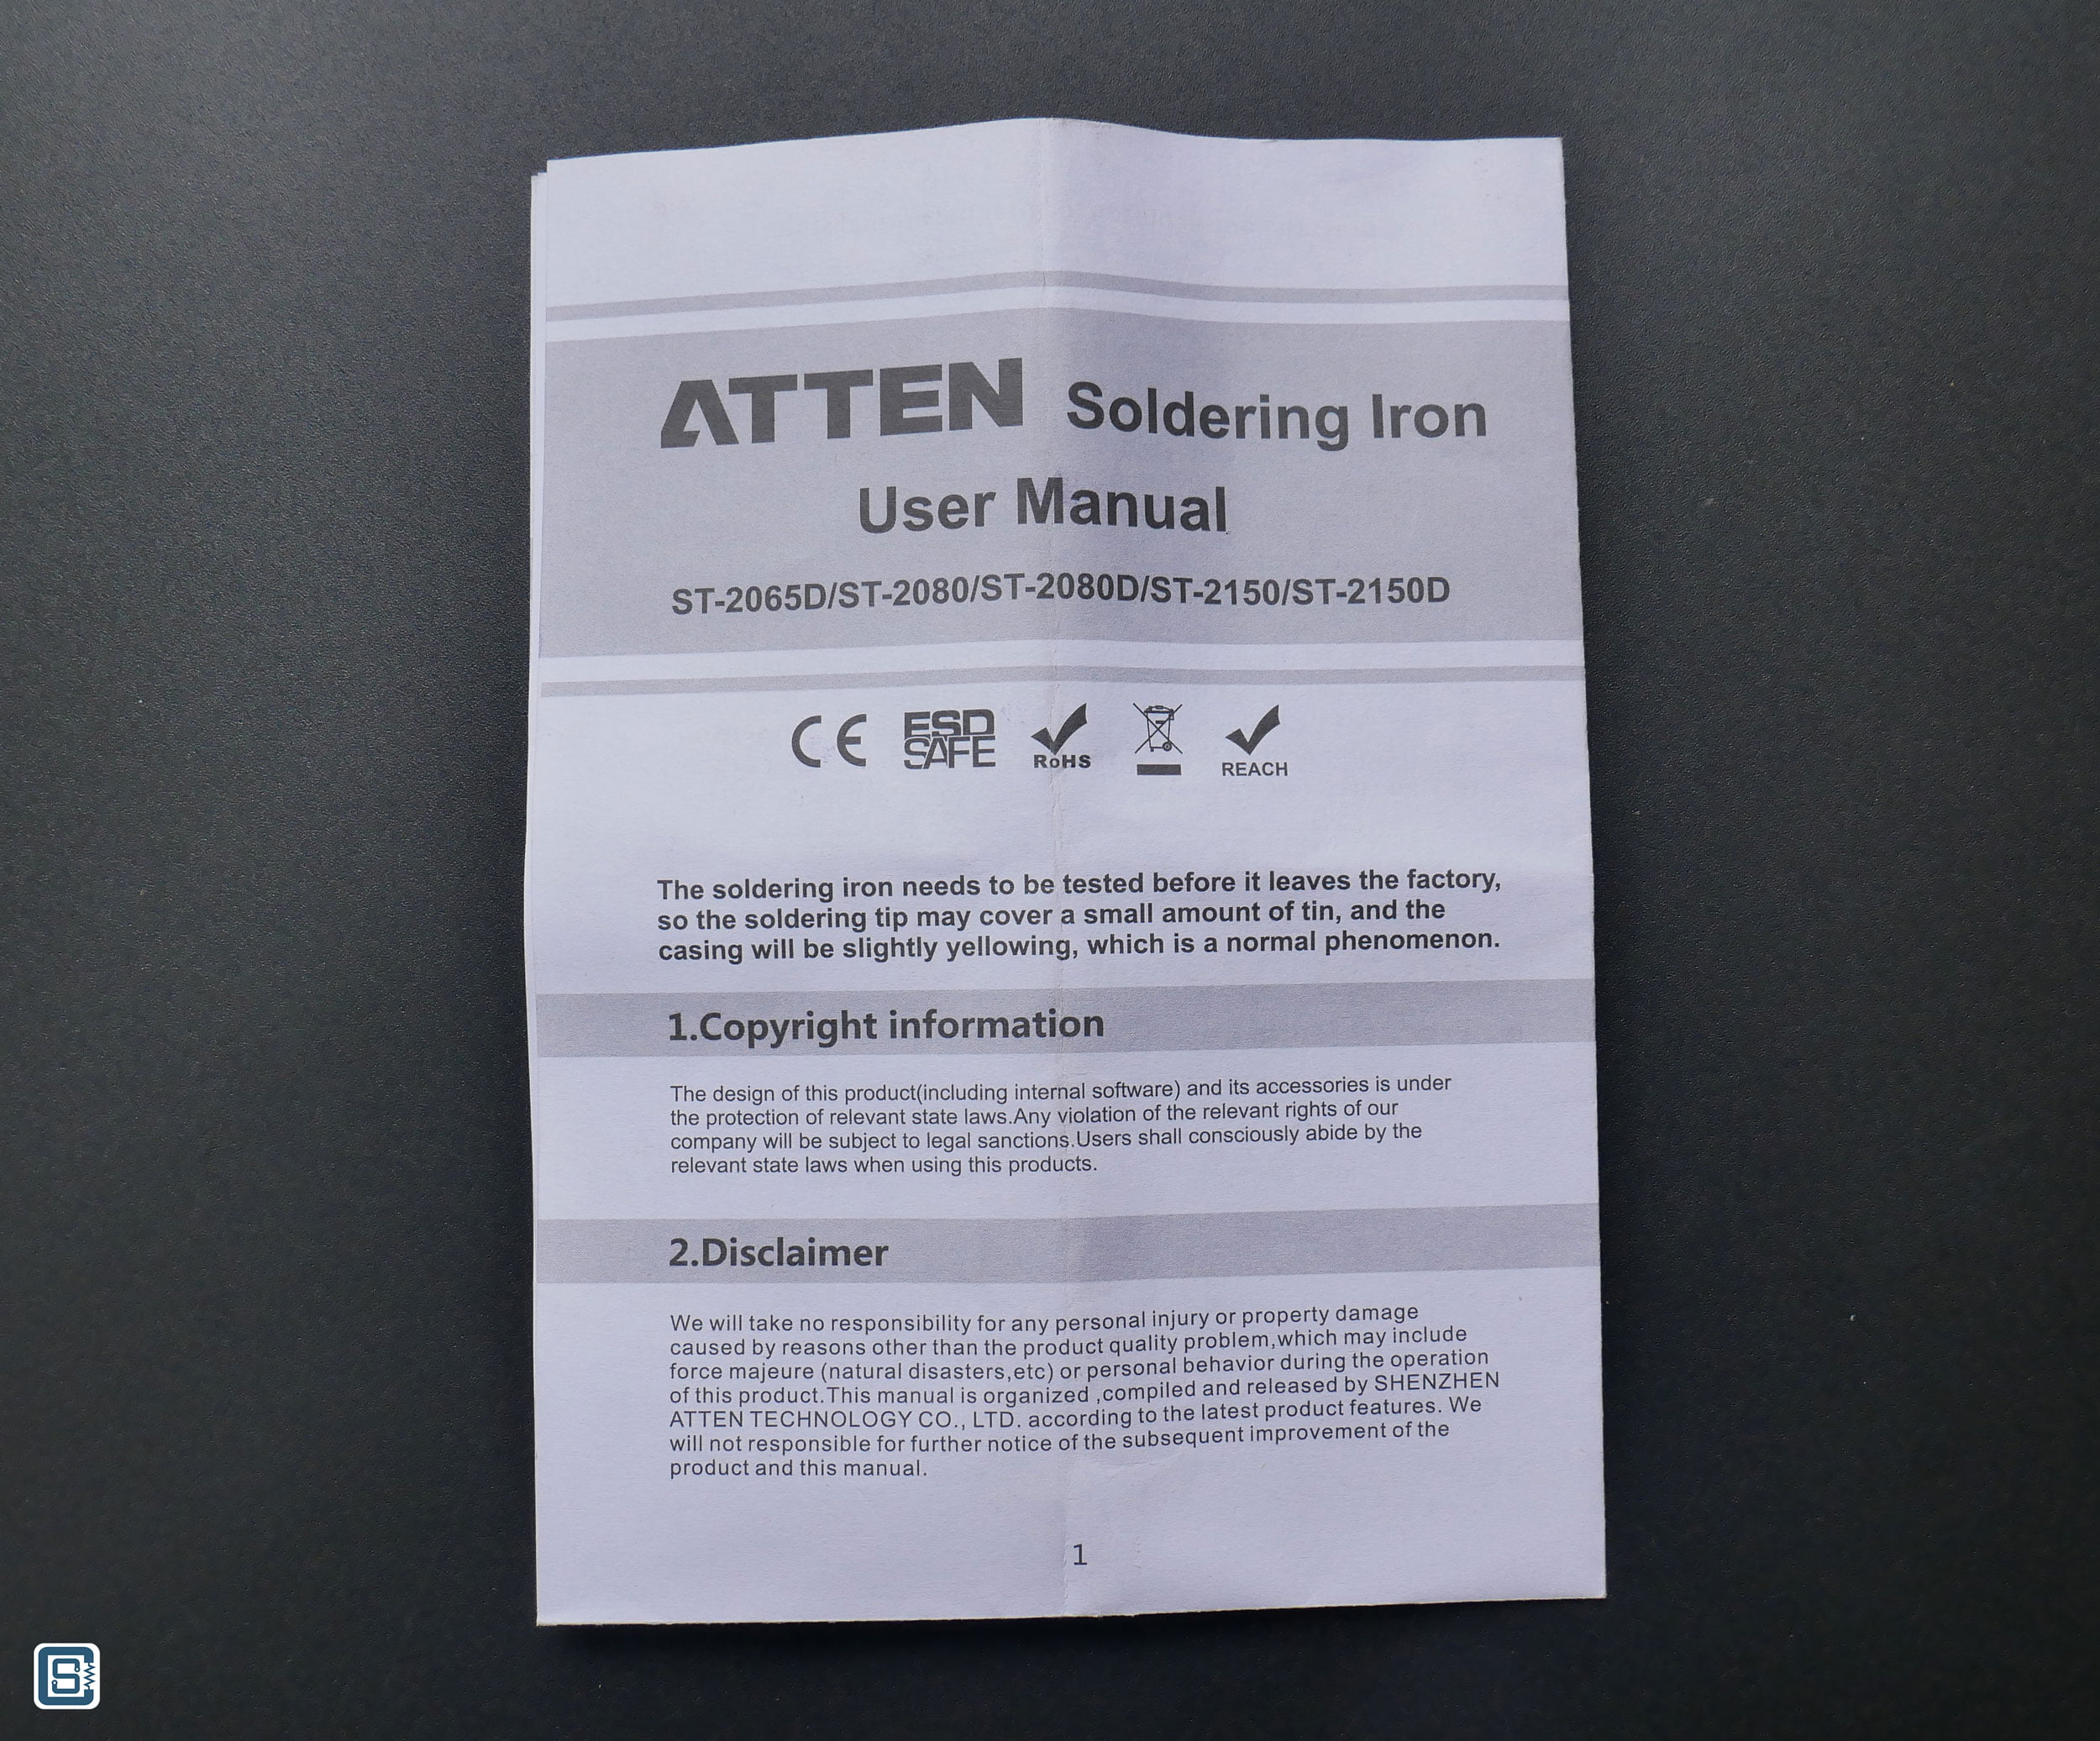 ATTEN Soldering Iron
User Manual
ST-2065D/ST-2080/ST-2080D/ST-2150/ST-2150D
CE ESD SAFE RoHS REACH
The soldering iron needs to be tested before it leaves the factory,
so the soldering tip may cover a small amount of tin, and the
casing will be slightly yellowing, which is a normal phenomenon.
1.Copyright information
The design of this product(including internal software) and its accessories is under
the protection of relevant state laws.Any violation of the relevant rights of our
company will be subject to legal sanctions.Users shall consciously abide by the
relevant state laws when using this products.
2.Disclaimer
We will take no responsibility for any personal injury or property damage
caused by reasons other than the product quality problem,which may include
force majeure (natural disasters,etc) or personal behavior during the operation
of this product.This manual is organized ,compiled and released by SHENZHEN
ATTEN TECHNOLOGY CO., LTD. according to the latest product features. We
will not responsible for further notice of the subsequent improvement of the
product and this manual.
1